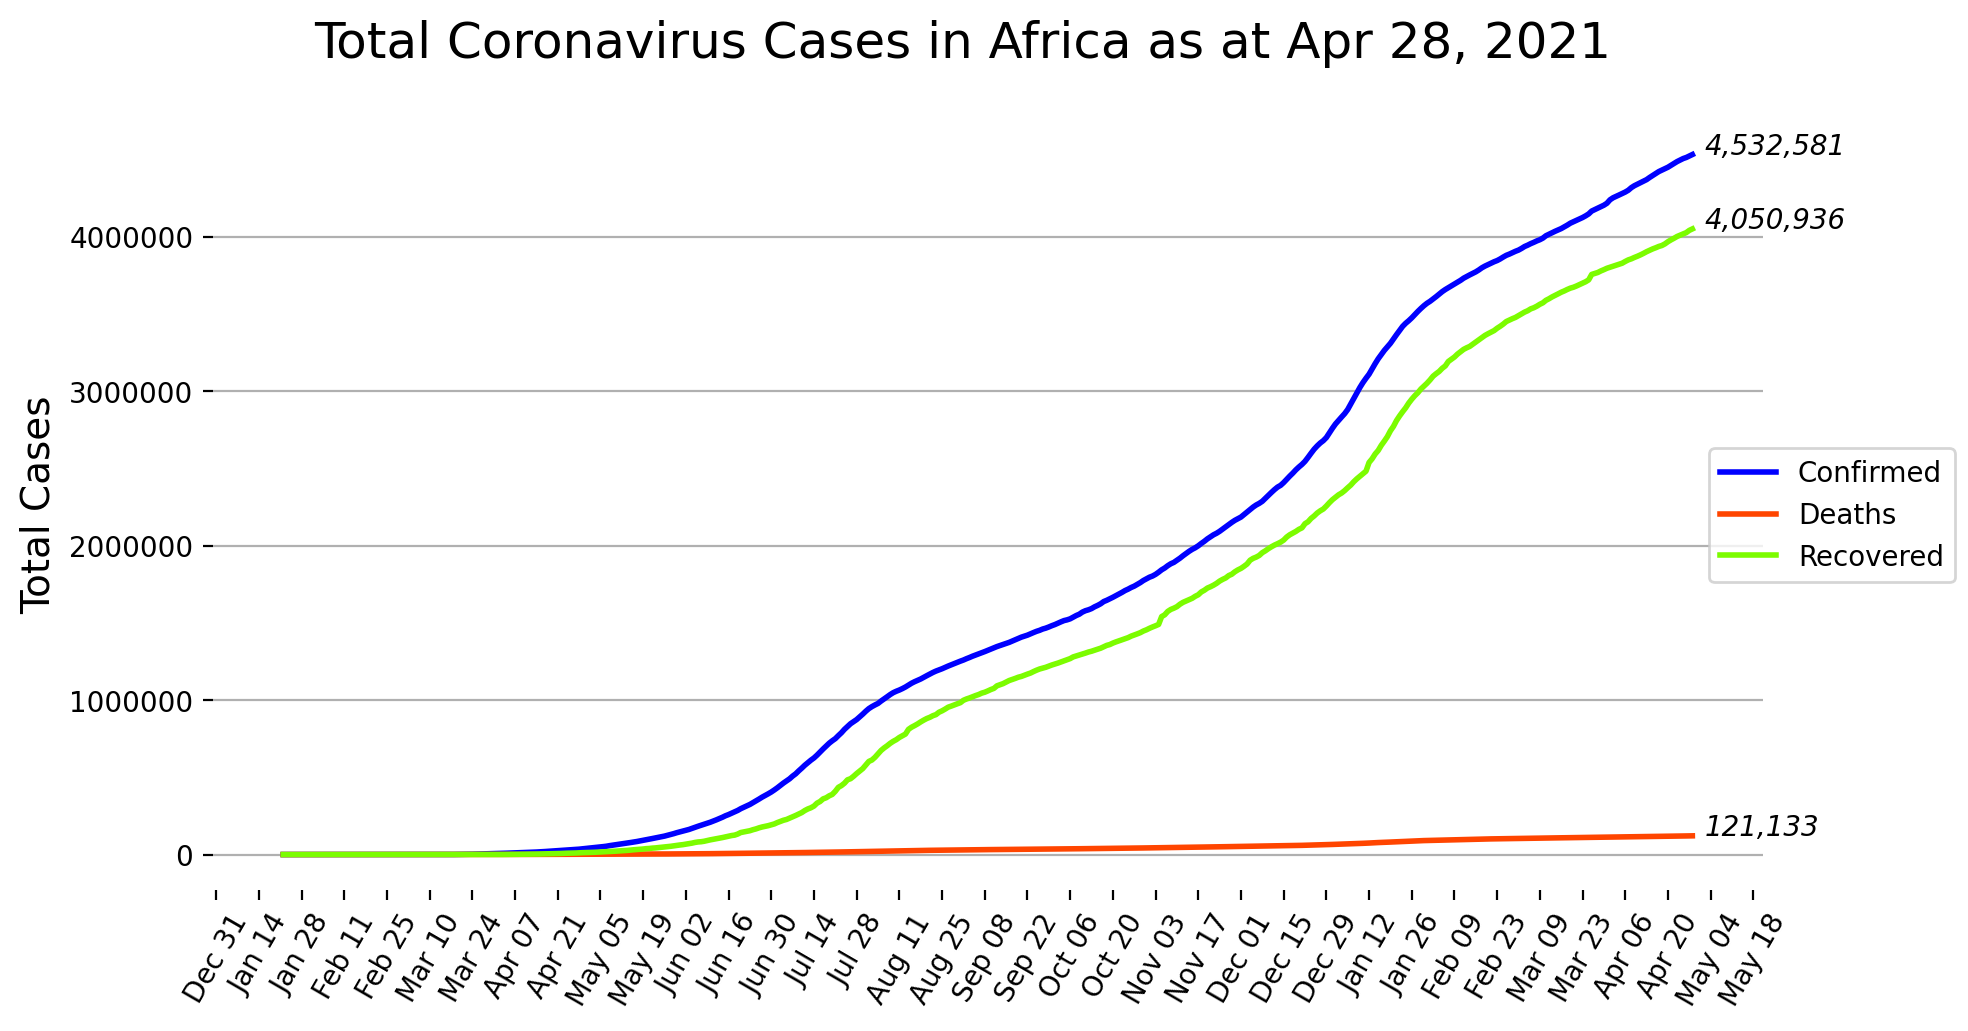 Total Coronavirus Cases in Africa as at Apr 28, 2021
4,532,581
4,050,936
4000000
3000000
2000000
1000000
0
Total Cases
Confirmed
Deaths
Recovered
121,133
Dec 31
Jan 14
Jan 28
Feb 11
Feb 25
Mar 10
Mar 24
Apr 07
Apr 21
May 05
May 19
Jun 02
Jun 16
Jun 30
Jul 14
Jul 28
Aug 11
Aug 25
Sep 08
Sep 22
Oct 06
Oct 20
Nov 03
Nov 17
Dec 01
Dec 15
Dec 29
Jan 12
Jan 26
Feb 09
Feb 23
Mar 09
Mar 23
Apr 06
Apr 20
May 04
May 18